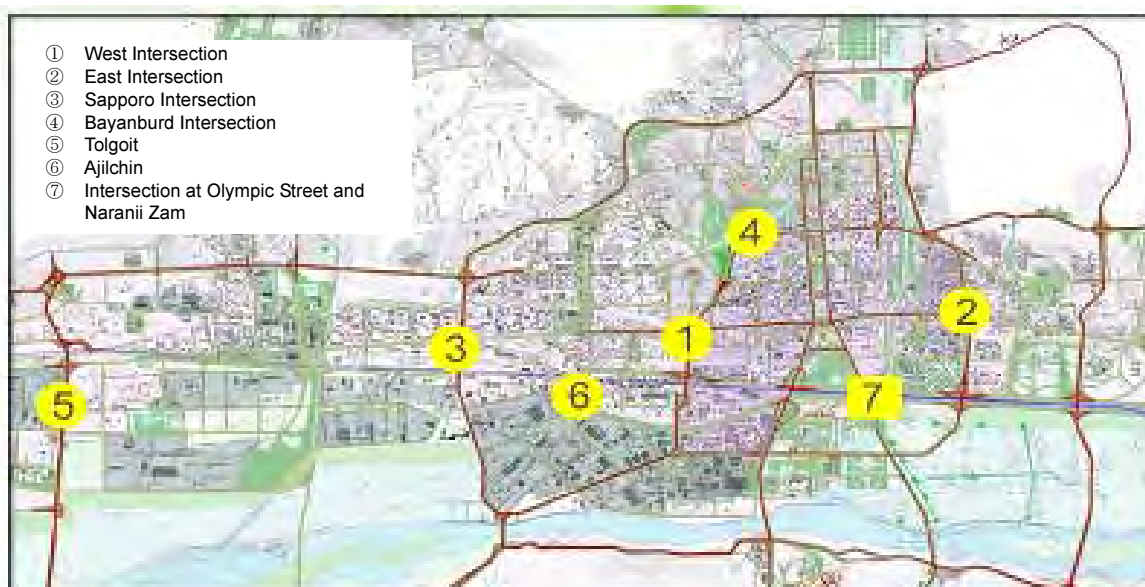 ① West Intersection
② East Intersection
③ Sapporo Intersection
④ Bayanburd Intersection
⑤ Tolgoit
⑥ Ajilchin
⑦ Intersection at Olympic Street and
Naranii Zam
4
2
1
3
6
7
5